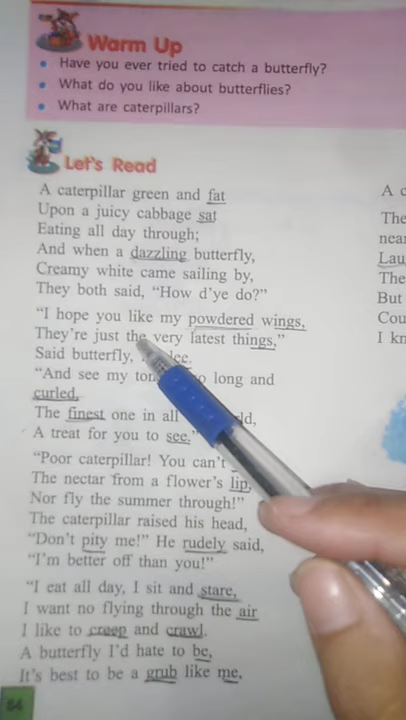 Warm Up
• Have you ever tried to catch a butterfly?
• What do you like about butterflies?
• What are caterpillars?
Let's Read
A caterpillar green and fat
Upon a juicy cabbage sat
Eating all day through;
And when a dazzling butterfly,
Creamy white came sailing by,
They both said, “How d'ye do?”
“I hope you like my powdered wings,
They're just the very latest things,”
Said butterfly,
“And see my long and
curled,
The finest one in all
A treat for you to see.”
“Poor caterpillar! You can't
The nectar from a flower's lip,
Nor fly the summer through!”
The caterpillar raised his head,
“Don't pity me!” He rudely said,
“I'm better off than you!”
“I eat all day, I sit and stare,
I want no flying through the air
I like to creep and crawl.
A butterfly I'd hate to be,
It's best to be a grub like me,
84
A c
The
near
Lau
The
But
Cou
I kn